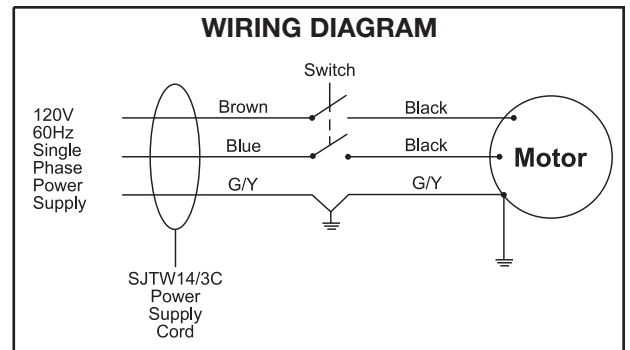 WIRING DIAGRAM
Switch
120V
60Hz
Single
Phase
Power
Supply
Brown
Black
Blue
Black
G/Y
G/Y
Motor
SJTW14/3C
Power
Supply
Cord